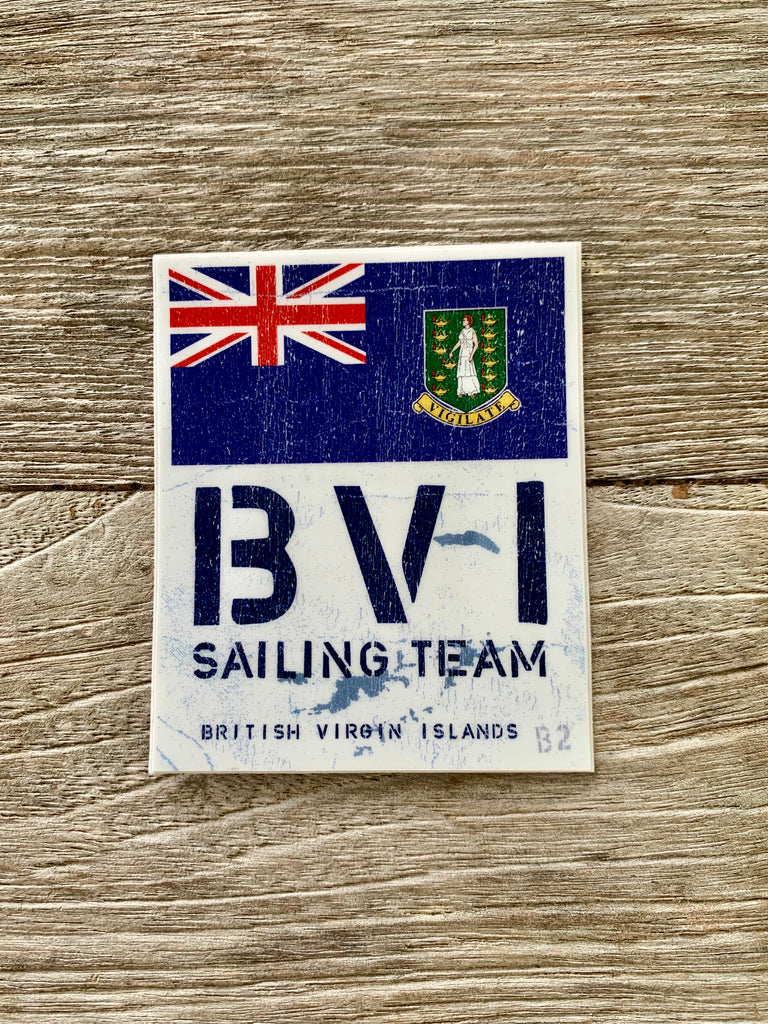 VIGILATE
BVI
SAILING TEAM
BRITISH VIRGIN ISLANDS B2